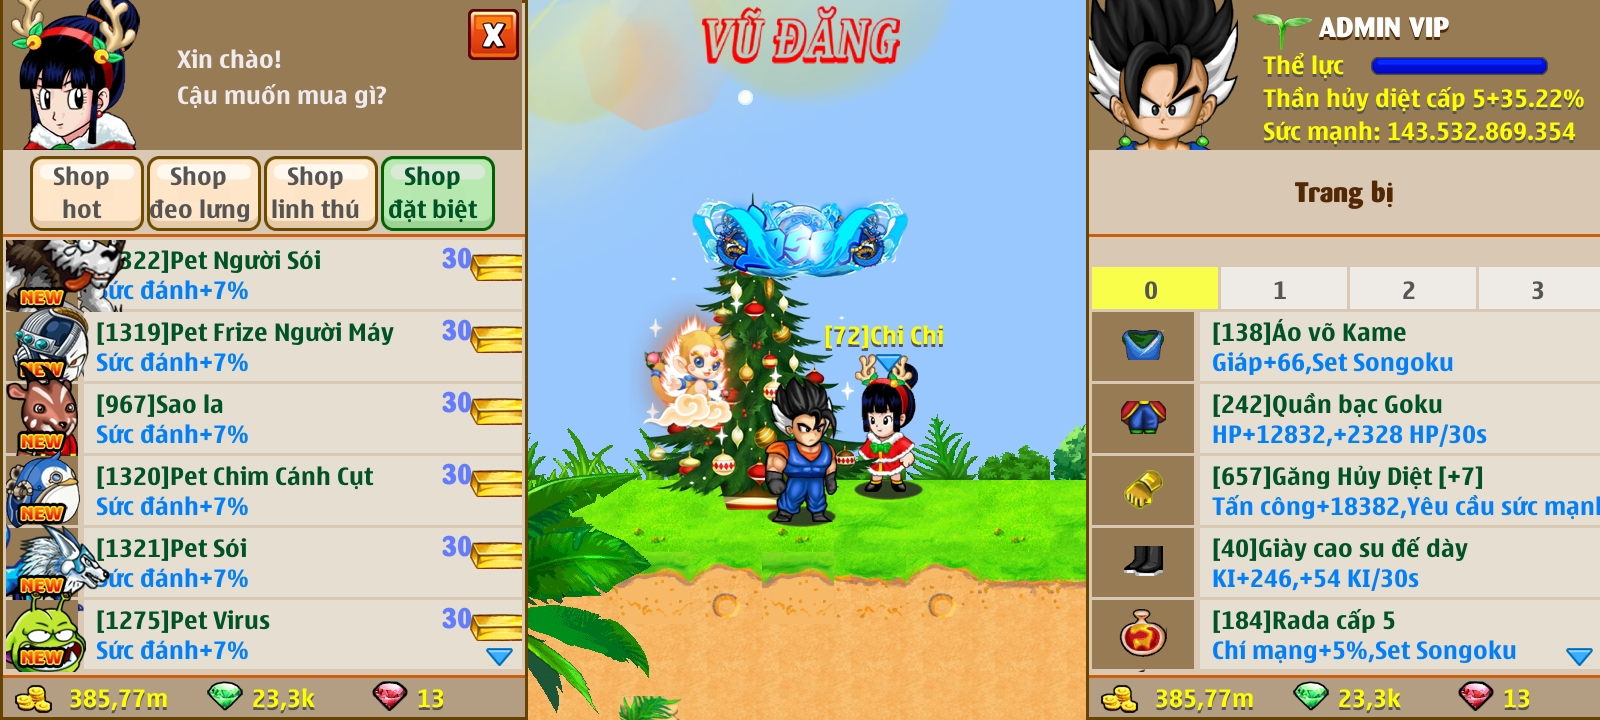 Xin chào!
Cậu muốn mua gì?
X
Shop hot
Shop đeo lưng
Shop linh thú
Shop đặt biệt
322]Pet Người Sói
30
Sức đánh+7%
NEW
[1319]Pet Frize Người Máy
30
Sức đánh+7%
NEW
[967]Sao la
30
Sức đánh+7%
NEW
[1320]Pet Chim Cánh Cụt
30
Sức đánh+7%
NEW
[1321]Pet Sói
30
Sức đánh+7%
NEW
[1275]Pet Virus
30
Sức đánh+7%
NEW
385,77m
23,3k
13
VŨ ĐĂNG
[72]Chi Chi
ADMIN VIP
Thể lực
Thần hủy diệt cấp 5+35.22%
Sức mạnh: 143.532.869.354
Trang bị
0
1
2
3
[138]Áo võ Kame
Giáp+66,Set Songoku
[242]Quần bạc Goku
HP+12832,+2328 HP/30s
[657]Găng Hủy Diệt [+7]
Tấn công+18382,Yêu cầu sức mạnh
[40]Giày cao su đế dày
KI+246,+54 KI/30s
[184]Rada cấp 5
Chí mạng+5%,Set Songoku
385,77m
23,3k
13